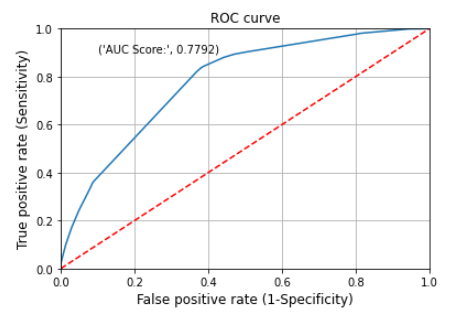 ROC curve
('AUC Score:', 0.7792)
True positive rate (Sensitivity)
1.0
0.8
0.6
0.4
0.2
0.0
0.0 0.2 0.4 0.6 0.8 1.0
False positive rate (1-Specificity)